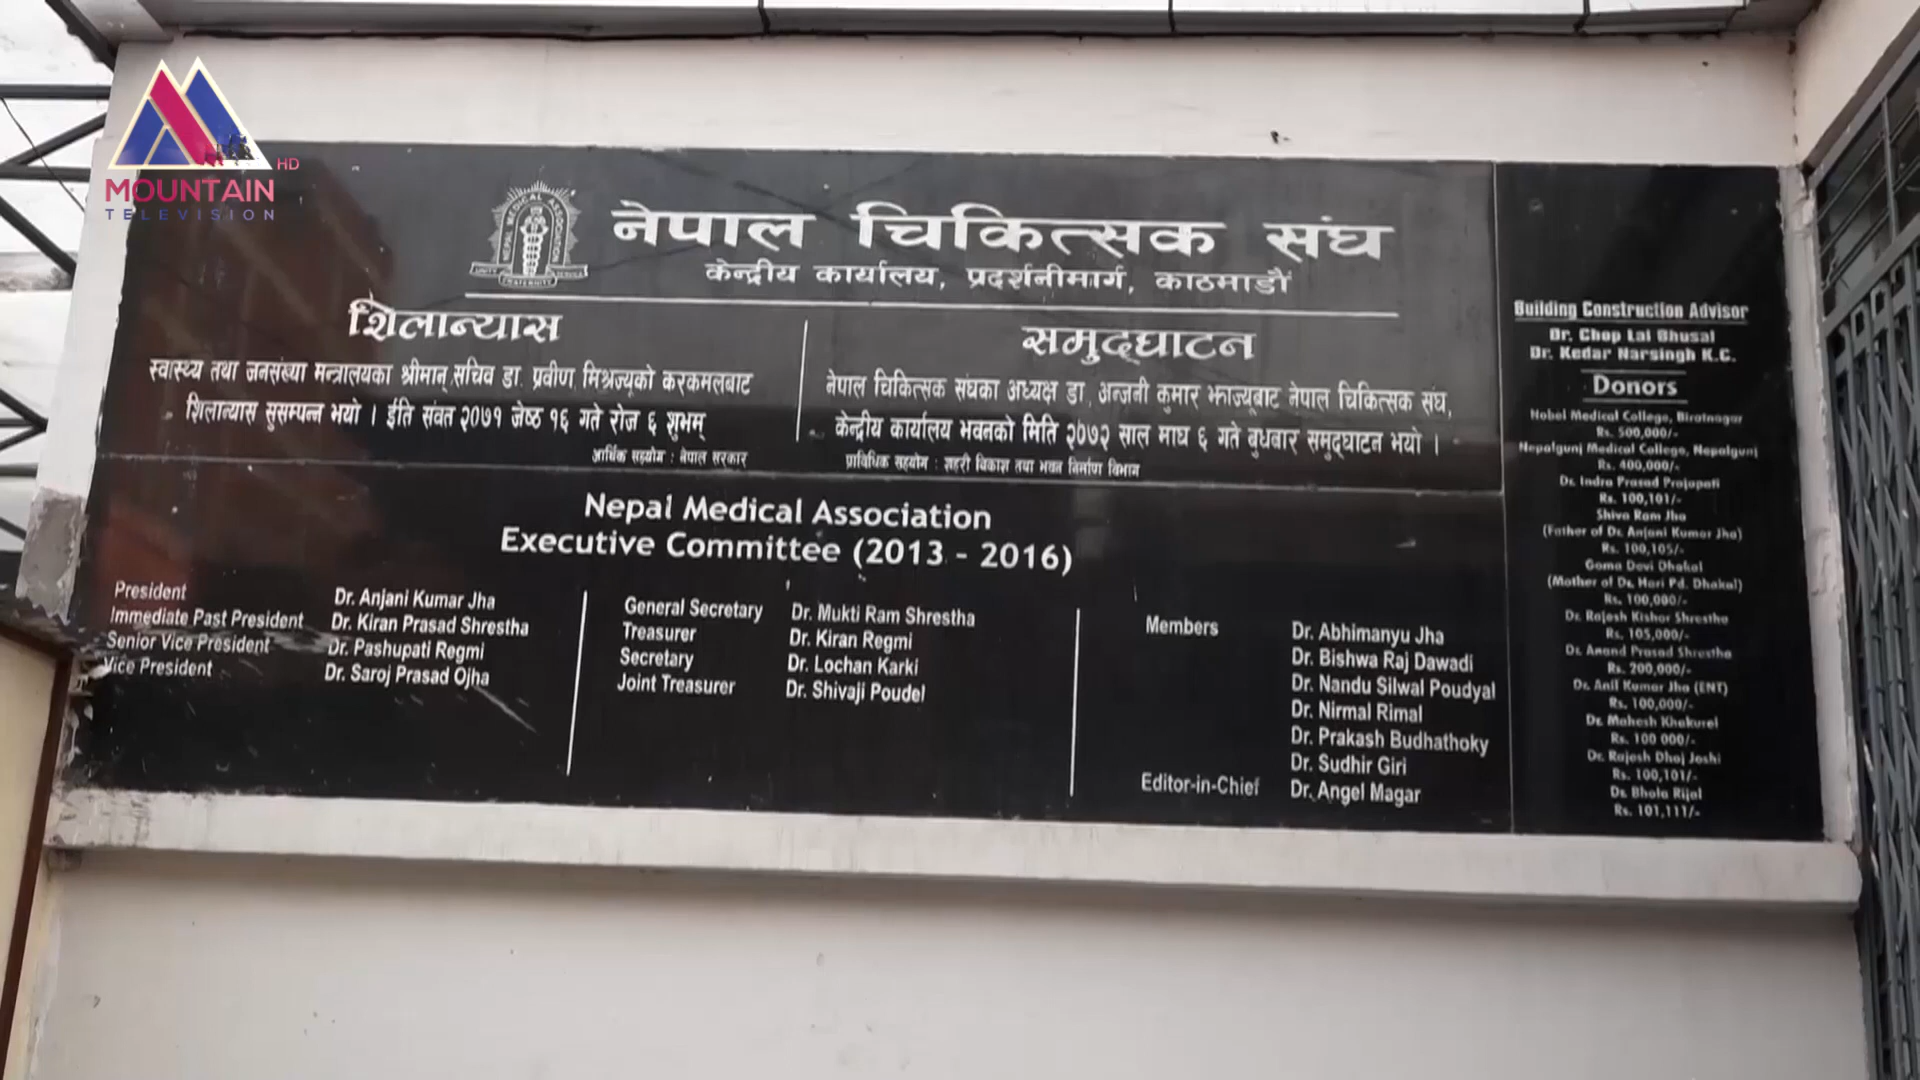 MOUNTAIN HD
TELEVISION
NEPAL MEDICAL ASSOCIATION
UNITY SERVICE
FRATERNITY
नेपाल चिकित्सक संघ
केन्द्रीय कार्यालय, प्रदर्शनीमार्ग, काठमाडौं
शिलान्यास
स्वास्थ्य तथा जनसंख्या मन्त्रालयका श्रीमान् सचिव डा. प्रवीण मिश्रज्यूको करकमलबाट
शिलान्यास सुसम्पन्न भयो । ईति संवत २०७१ जेष्ठ १६ गते रोज ६ शुभम्
आर्थिक सहयोग : नेपाल सरकार
समुद्घाटन
नेपाल चिकित्सक संघका अध्यक्ष डा. अन्जनी कुमार झाज्यूबाट नेपाल चिकित्सक संघ,
केन्द्रीय कार्यालय भवनको मिति २०७२ साल माघ ६ गते बुधबार समुद्घाटन भयो ।
प्राविधिक सहयोग : शहरी विकास तथा भवन निर्माण विभाग
Nepal Medical Association
Executive Committee (2013 - 2016)
President Dr. Anjani Kumar Jha
Immediate Past President Dr. Kiran Prasad Shrestha
Senior Vice President Dr. Pashupati Regmi
Vice President Dr. Saroj Prasad Ojha
General Secretary Dr. Mukti Ram Shrestha
Treasurer Dr. Kiran Regmi
Secretary Dr. Lochan Karki
Joint Treasurer Dr. Shivaji Poudel
Members Dr. Abhimanyu Jha
Dr. Bishwa Raj Dawadi
Dr. Nandu Silwal Poudyal
Dr. Nirmal Rimal
Dr. Prakash Budhathoky
Dr. Sudhir Giri
Editor-in-Chief Dr. Angel Magar
Building Construction Advisor
Dr. Chop Lal Bhusal
Dr. Kedar Narsingh K.C.
Donors
Nobel Medical College, Biratnagar
Rs. 500,000/-
Nepalgunj Medical College, Nepalgunj
Rs. 400,000/-
Dr. Indra Prasad Prajapati
Rs. 100,101/-
Shiva Ram Jha
(Father of Dr. Anjani Kumar Jha)
Rs. 100,105/-
Goma Devi Dhakal
(Mother of Dr. Hari Pd. Dhakal)
Rs. 100,000/-
Dr. Rajesh Kishor Shrestha
Rs. 105,000/-
Dr. Anand Prasad Shrestha
Rs. 200,000/-
Dr. Anil Kumar Jha (ENT)
Rs. 100,000/-
Dr. Mahesh Khakurel
Rs. 100 000/-
Dr. Rajesh Dhoj Joshi
Rs. 100,101/-
Dr. Bhola Rijal
Rs. 101,111/-